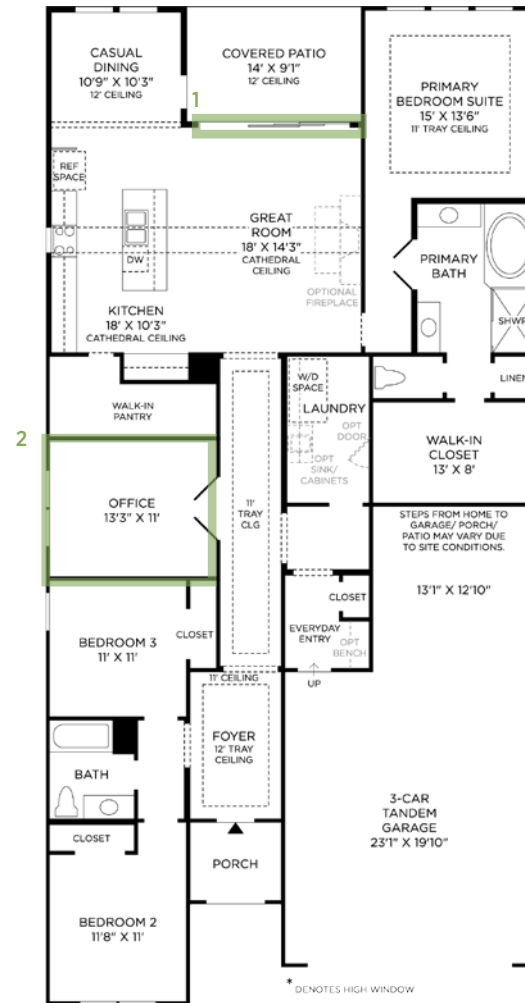 CASUAL
DINING
10'9" X 10'3"
12' CEILING
COVERED PATIO
14' X 9'1"
12' CEILING
1
PRIMARY
BEDROOM SUITE
15' X 13'6"
11' TRAY CEILING
REF
SPACE
DW
GREAT
ROOM
18' X 14'3"
CATHEDRAL
CEILING
OPTIONAL
FIREPLACE
PRIMARY
BATH
SHWR
KITCHEN
18' X 10'3"
CATHEDRAL CEILING
W/D
SPACE
LAUNDRY
OPT
DOOR
OPT
SINK/
CABINETS
LINEN
WALK-IN
PANTRY
WALK-IN
CLOSET
13' X 8'
2
OFFICE
13'3" X 11'
11'
TRAY
CLG
STEPS FROM HOME TO
GARAGE/ PORCH/
PATIO MAY VARY DUE
TO SITE CONDITIONS.
13'1" X 12'10"
CLOSET
EVERYDAY
ENTRY
OPT
BENCH
UP
BEDROOM 3
11' X 11'
CLOSET
11' CEILING
FOYER
12' TRAY
CEILING
BATH
3-CAR
TANDEM
GARAGE
23'1" X 19'10"
CLOSET
PORCH
BEDROOM 2
11'8" X 11'
* DENOTES HIGH WINDOW